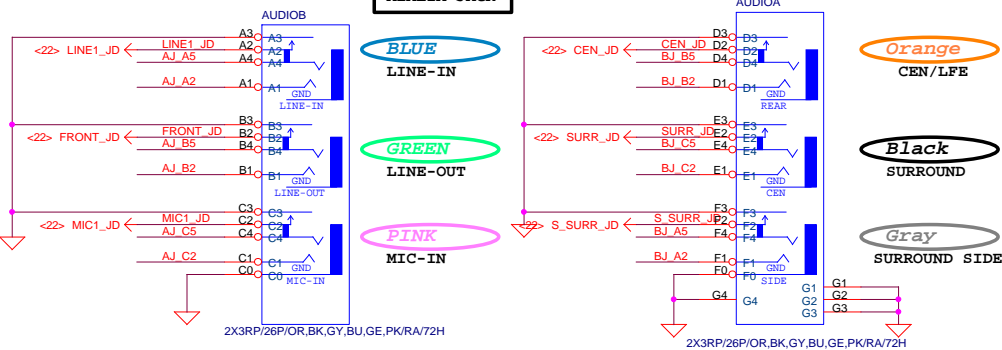 AUDIOB
A3 A3
LINE1_JD A2 A2
<22> LINE1_JD
AJ_A5 A4 A4
AJ_A2 A1 A1
GND
LINE-IN
BLUE
LINE-IN
B3 B3
FRONT_JD B2 B2
<22> FRONT_JD
AJ_B5 B4 B4
AJ_B2 B1 B1
GND
LINE-OUT
GREEN
LINE-OUT
C3 C3
MIC1_JD C2 C2
<22> MIC1_JD
AJ_C5 C4 C4
AJ_C2 C1 C1
GND
C0 C0
MIC-IN
PINK
MIC-IN
2X3RP/26P/OR,BK,GY,BU,GE,PK/RA/72H
AUDIOA
D3 D3
CEN_JD D2 D2
<22> CEN_JD
BJ_B5 D4 D4
BJ_B2 D1 D1
GND
REAR
Orange
CEN/LFE
E3 E3
SURR_JD E2 E2
<22> SURR_JD
BJ_C5 E4 E4
BJ_C2 E1 E1
GND
CEN
Black
SURROUND
F3 F3
S_SURR_JD F2 F2
<22> S_SURR_JD
BJ_A5 F4 F4
BJ_A2 F1 F1
GND
F0 F0
SIDE
Gray
SURROUND SIDE
G4 G4
G1 G1
G2 G2
G3 G3
2X3RP/26P/OR,BK,GY,BU,GE,PK/RA/72H